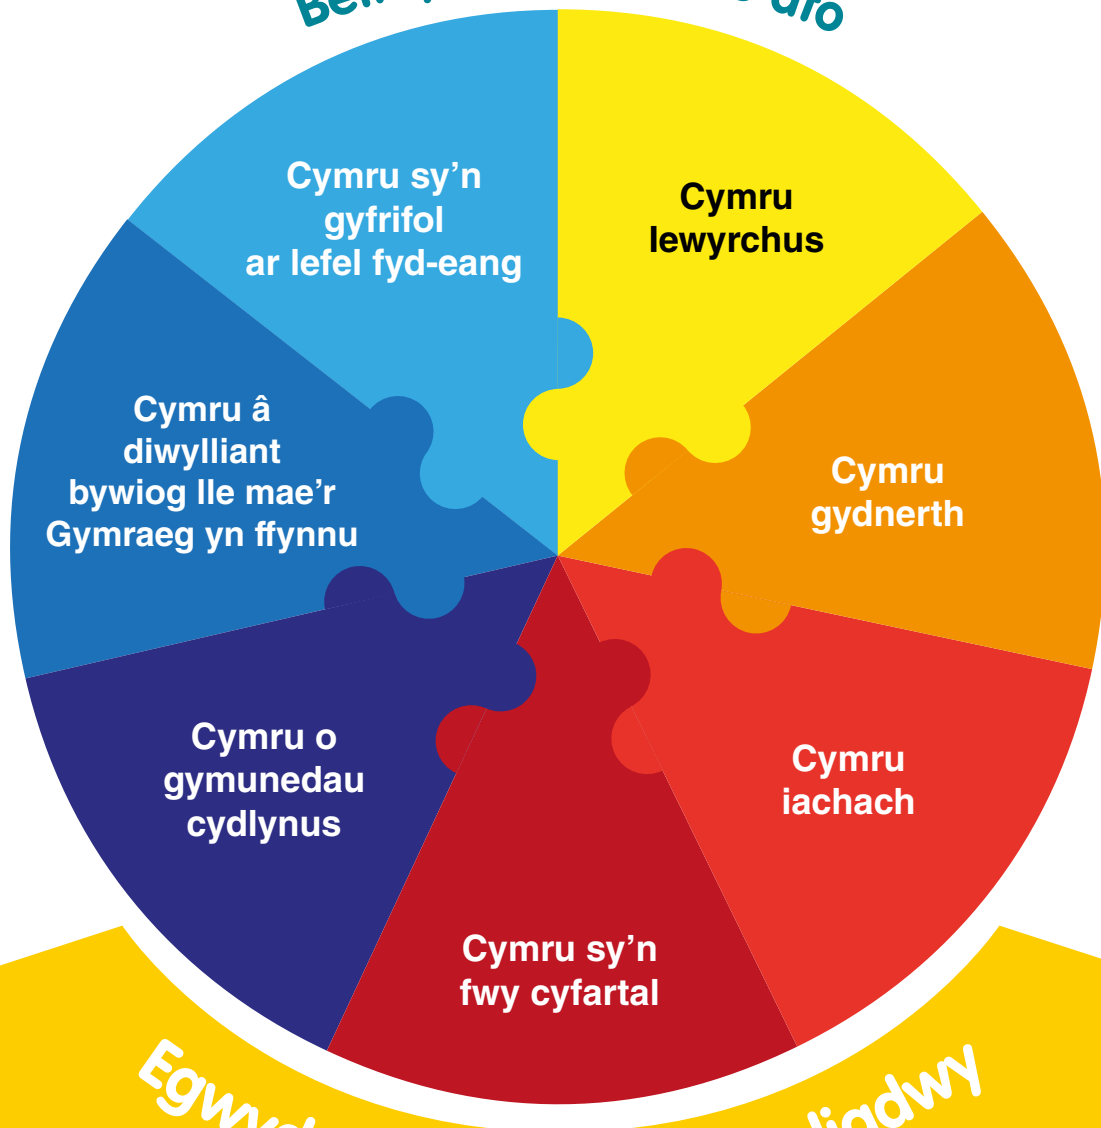 Cymru sy’n
gyfrifol
ar lefel fyd-eang
Cymru
lewyrchus
Cymru
gydnerth
Cymru
iachach
Cymru sy’n
fwy cyfartal
Cymru o
gymunedau
cydlynus
Cymru â
diwylliant
bywiog lle mae’r
Gymraeg yn ffynnu